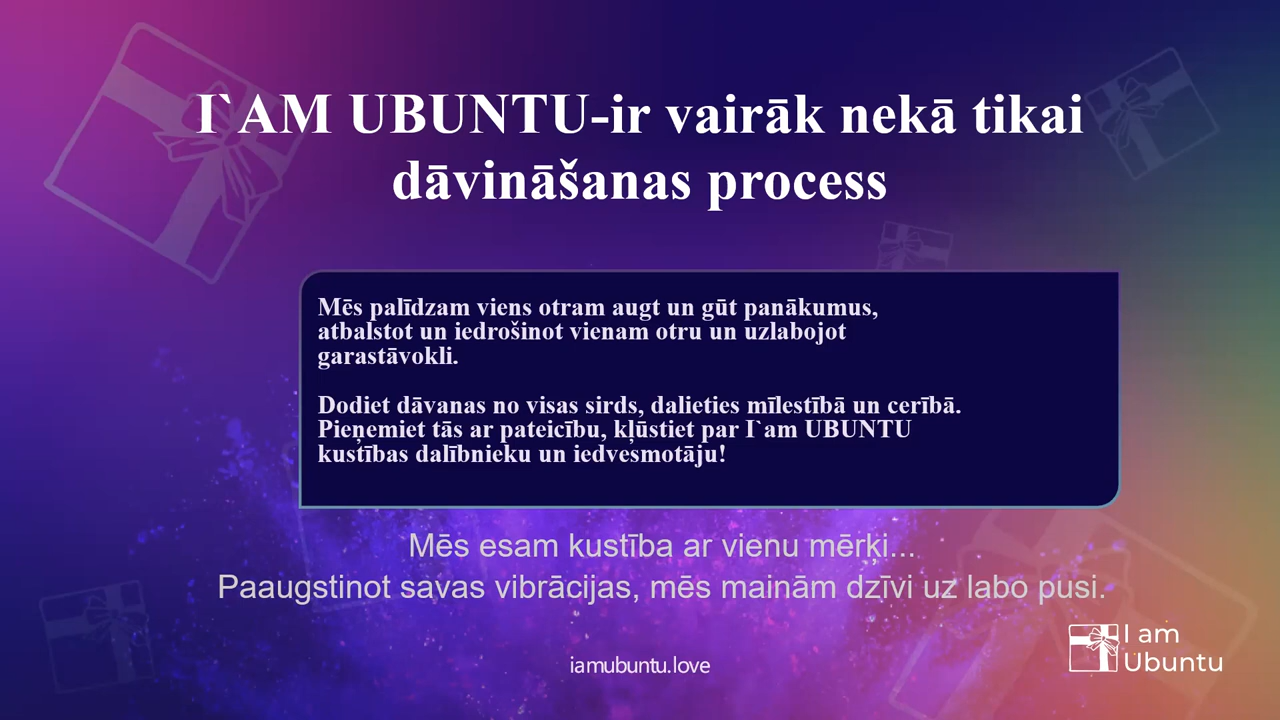 I`AM UBUNTU-ir vairāk nekā tikai
dāvināšanas process
Mēs palīdzam viens otram augt un gūt panākumus,
atbalstot un iedrošinot vienam otru un uzlabojot
garastāvokli.
Dodiet dāvanas no visas sirds, dalieties mīlestībā un cerībā.
Pieņemiet tās ar pateicību, kļūstiet par I`am UBUNTU
kustības dalībnieku un iedvesmotāju!
Mēs esam kustība ar vienu mērķi...
Paaugstinot savas vibrācijas, mēs mainām dzīvi uz labo pusi.
iamubuntu.love
I am
Ubuntu